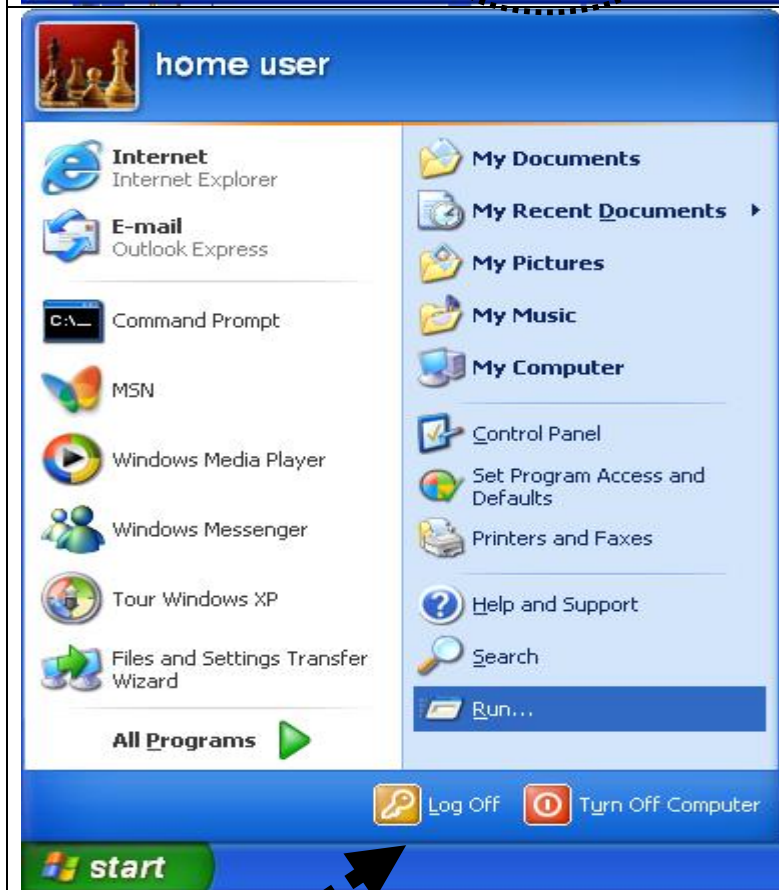 home user
Internet
Internet Explorer
E-mail
Outlook Express
C:\_
Command Prompt
MSN
Windows Media Player
Windows Messenger
Tour Windows XP
Files and Settings Transfer
Wizard
All Programs
My Documents
My Recent Documents
My Pictures
My Music
My Computer
Control Panel
Set Program Access and
Defaults
Printers and Faxes
Help and Support
Search
Run...
Log Off
Turn Off Computer
start